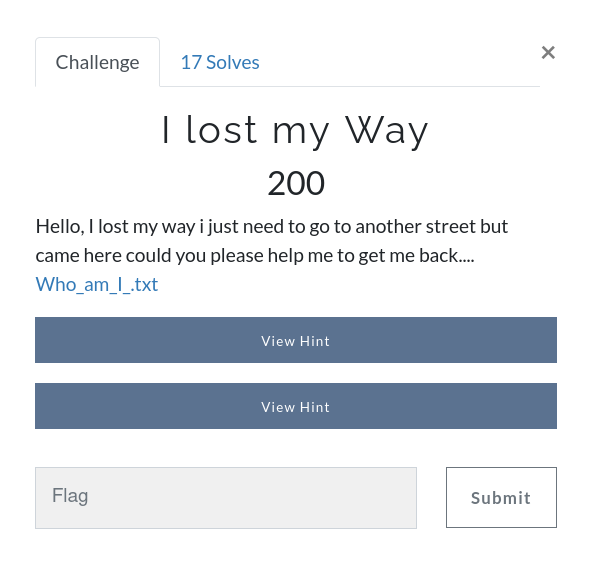 Challenge
17 Solves
×
I lost my Way
200
Hello, I lost my way i just need to go to another street but
came here could you please help me to get me back....
Who_am_I_.txt
View Hint
View Hint
Flag
Submit